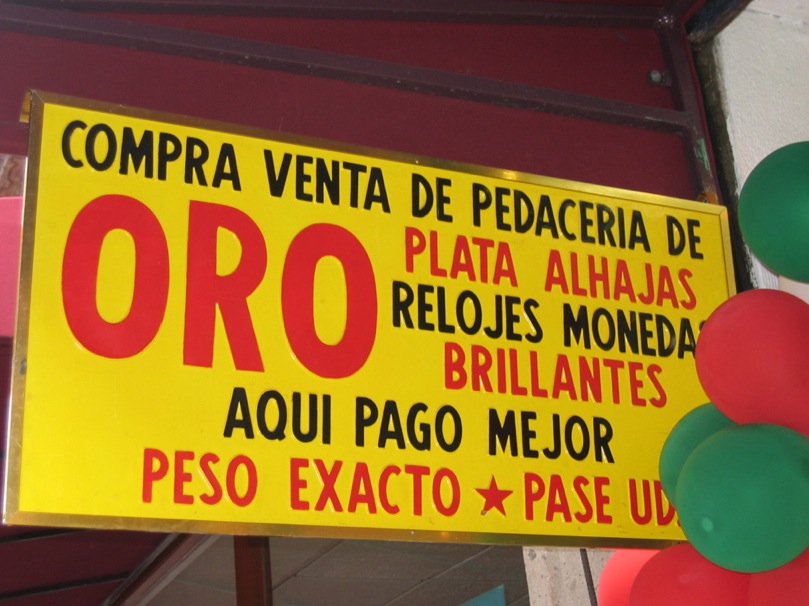 COMPRA VENTA DE PEDACERIA DE
ORO
PLATA ALHAJAS
RELOJES MONEDAS
BRILLANTES
AQUI PAGO MEJOR
PESO EXACTO ★ PASE UD.